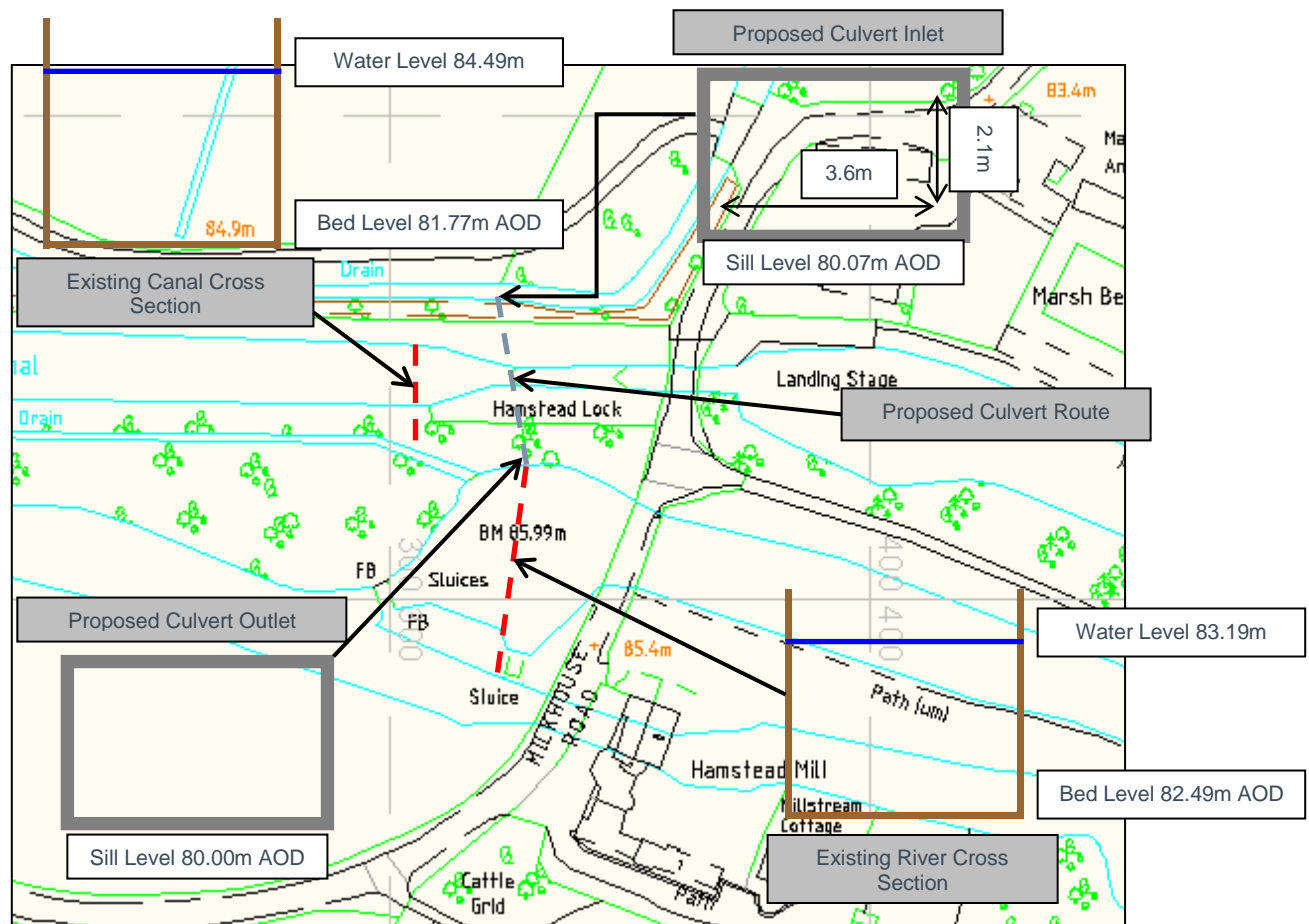 Proposed Culvert Inlet
Water Level 84.49m
83.4m
2.1m
3.6m
Ma
An
84.9m
Bed Level 81.77m AOD
Sill Level 80.07m AOD
Drain
Existing Canal Cross
Section
Marsh Be
nal
Landing Stage
Proposed Culvert Route
Drain
Hamstead Lock
BM 85.99m
FB
Sluices
FB
400
400
Proposed Culvert Outlet
Water Level 83.19m
85.4m
Sluice
MILKHOUSE
ROAD
Path (um)
Hamstead Mill
Bed Level 82.49m AOD
Millstream
Cottage
Sill Level 80.00m AOD
Existing River Cross
Section
Cattle
Grid
Path